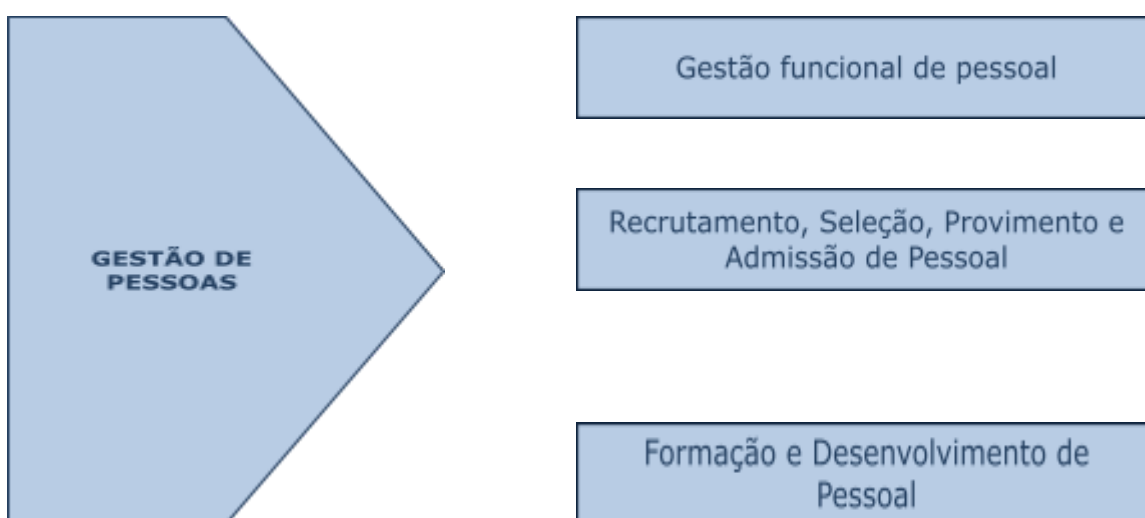 GESTÃO DE
PESSOAS
Gestão funcional de pessoal
Recrutamento, Seleção, Provimento e
Admissão de Pessoal
Formação e Desenvolvimento de
Pessoal